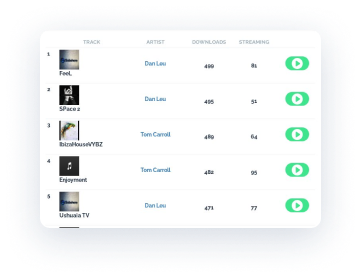 TRACK ARTIST DOWNLOADS STREAMING
1 FeeL Dan Leu 499 81
2 SPace 2 Dan Leu 495 51
3 IbizaHouseVYBZ Tom Carroll 489 64
4 Enjoyment Tom Carroll 482 95
5 Ushuaia TV Dan Leu 471 77